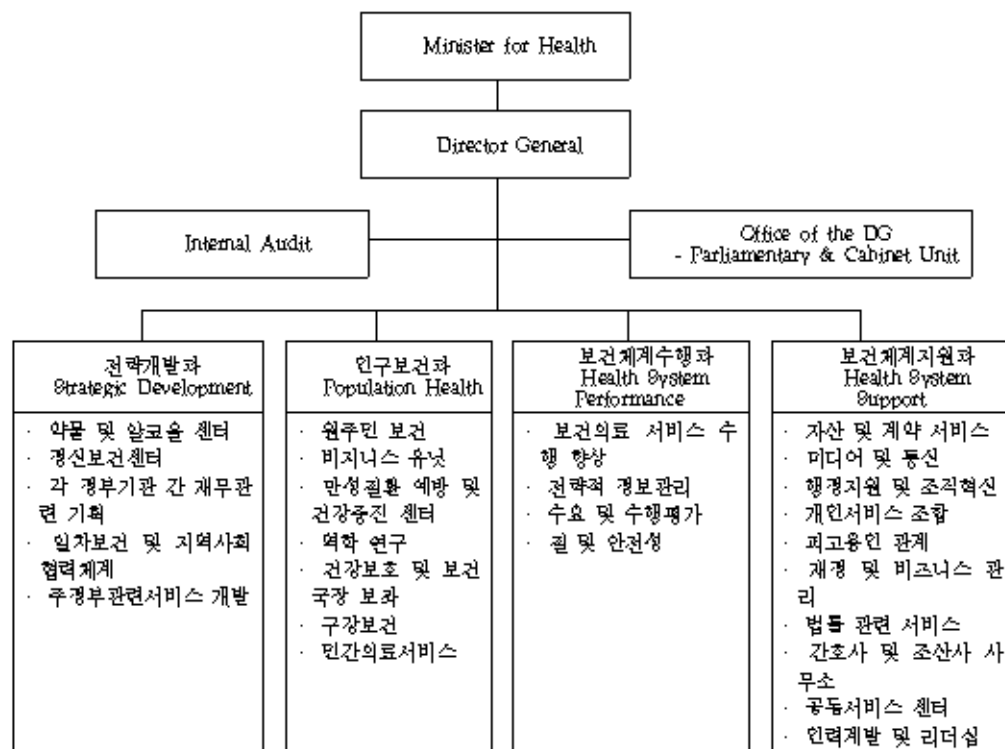 Minister for Health
Director General
Internal Audit
Office of the DG
- Parliamentary & Cabinet Unit
전략개발과
Strategic Development
· 약물 및 알코올 센터
· 정신보건센터
· 각 정부기관 간 재무관
련 기획
· 일차보건 및 지역사회
협력체계
· 주정부관련서비스 개발
인구보건과
Population Health
· 원주민 보건
· 비지니스 유닛
· 만성질환 예방 및
건강증진 센터
· 역학 연구
· 건강보호 및 보건
국장 보좌
· 구강보건
· 민간의료서비스
보건체계수행과
Health System
Performance
· 보건의료 서비스 수
행 향상
· 전략적 정보관리
· 수요 및 수행평가
· 질 및 안전성
보건체계지원과
Health System
Support
· 자산 및 계약 서비스
· 미디어 및 통신
· 행정지원 및 조직혁신
· 개인서비스 조합
· 피고용인 관계
· 재정 및 비즈니스 관
리
· 법률 관련 서비스
· 간호사 및 조산사 사
무소
· 공동서비스 센터
· 인력계발 및 리더십